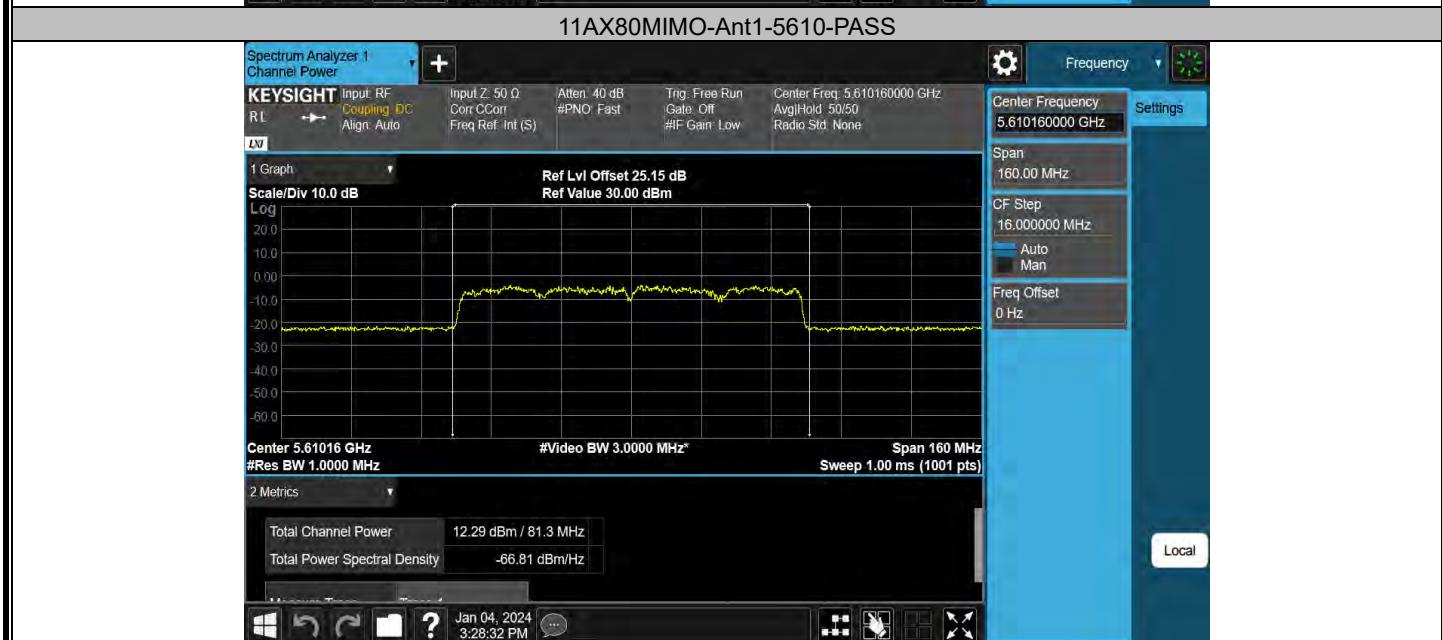 11AX80MIMO-Ant1-5610-PASS
Spectrum Analyzer 1
Channel Power
Frequency
KEYSIGHT
Input: RF
Coupling: DC
Align: Auto
Input Z: 50 Ω
Corr CCorr
Freq Ref: Int (S)
Atten: 40 dB
#PNO: Fast
Trig: Free Run
Gate: Off
#IF Gain: Low
Center Freq: 5.610160000 GHz
Avg|Hold: 50/50
Radio Std: None
LXI
Center Frequency
5.610160000 GHz
Settings
Span
160.00 MHz
CF Step
16.000000 MHz
Auto
Man
Freq Offset
0 Hz
1 Graph
Ref Lvl Offset 25.15 dB
Scale/Div 10.0 dB
Ref Value 30.00 dBm
Log
20.0
10.0
0.00
-10.0
-20.0
-30.0
-40.0
-50.0
-60.0
Center 5.61016 GHz
#Video BW 3.0000 MHz*
Span 160 MHz
#Res BW 1.0000 MHz
Sweep 1.00 ms (1001 pts)
2 Metrics
Total Channel Power 12.29 dBm / 81.3 MHz
Total Power Spectral Density -66.81 dBm/Hz
Local
?
Jan 04, 2024
3:28:32 PM